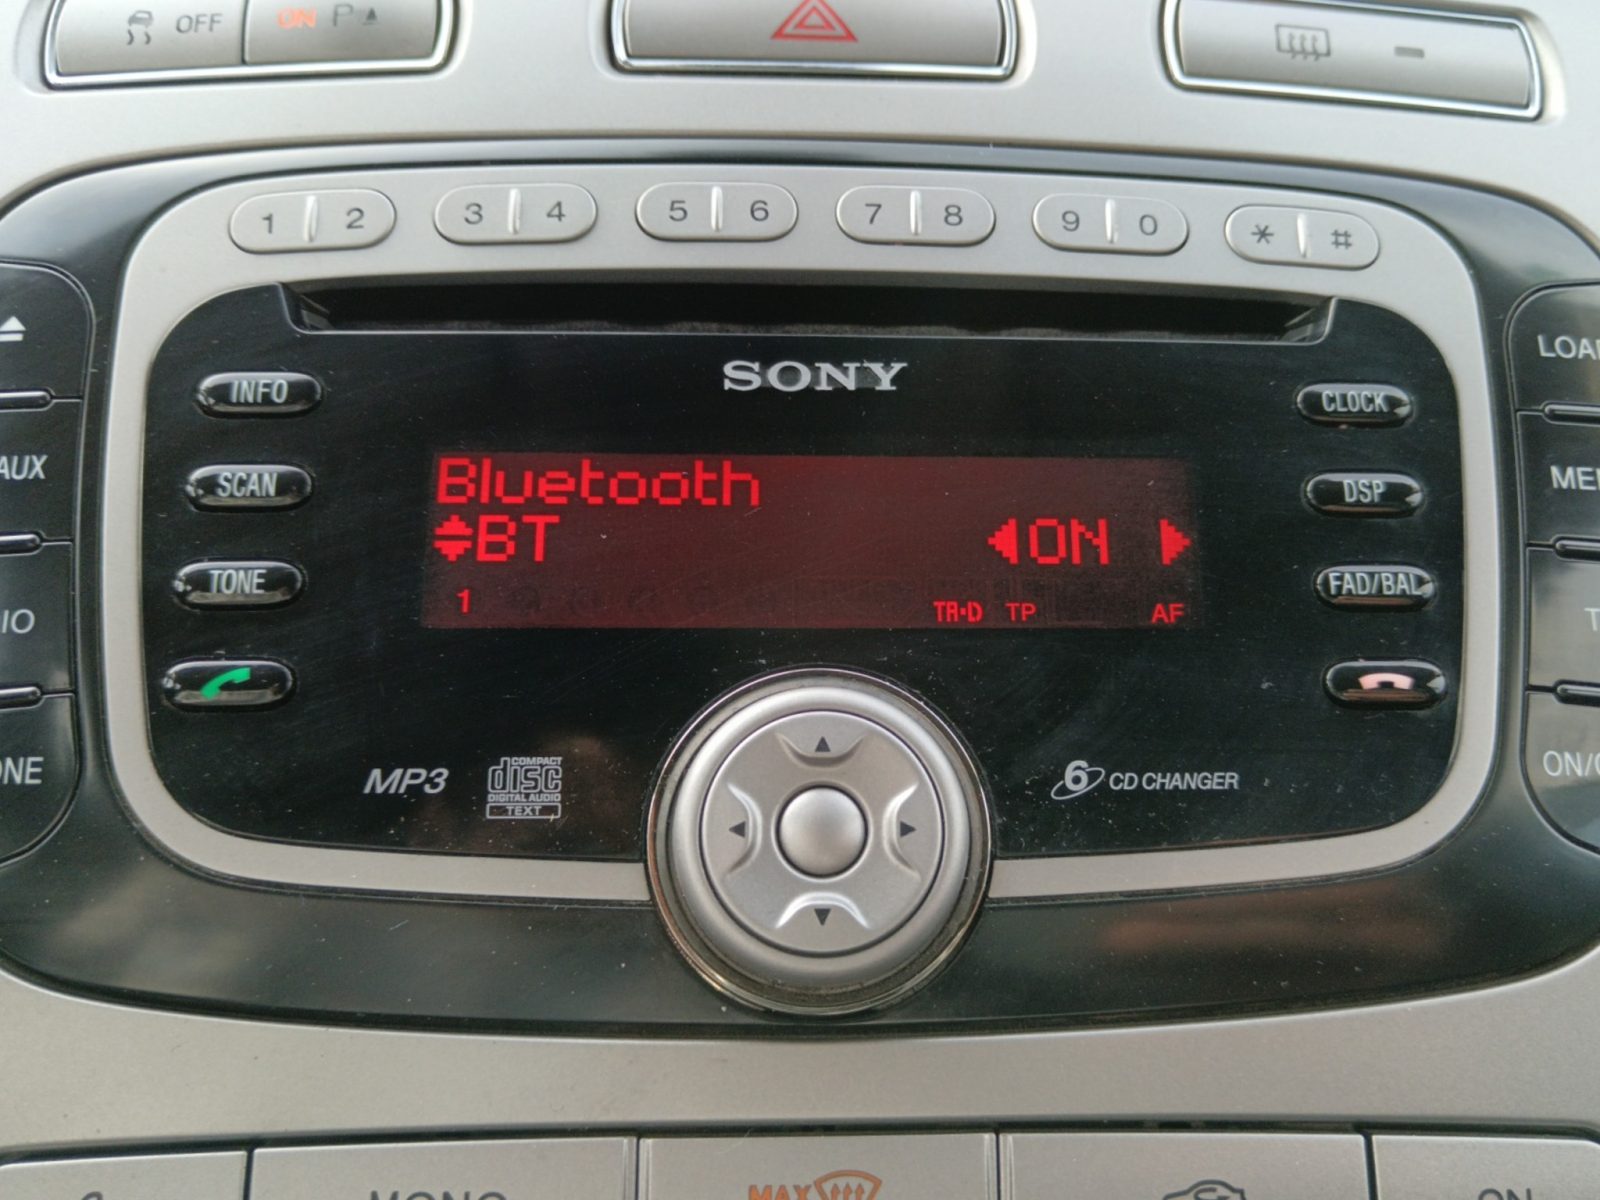 OFF ON P
1 2 3 4 5 6 7 8 9 0 * #
SONY
INFO
CLOCK
AUX
SCAN
DSP
TONE
FAD/BAL
Bluetooth
BT ON
1 TA·D TP AF
MP3
COMPACT
disc
DIGITAL AUDIO
TEXT
6 CD CHANGER
MONO
MAX
ON